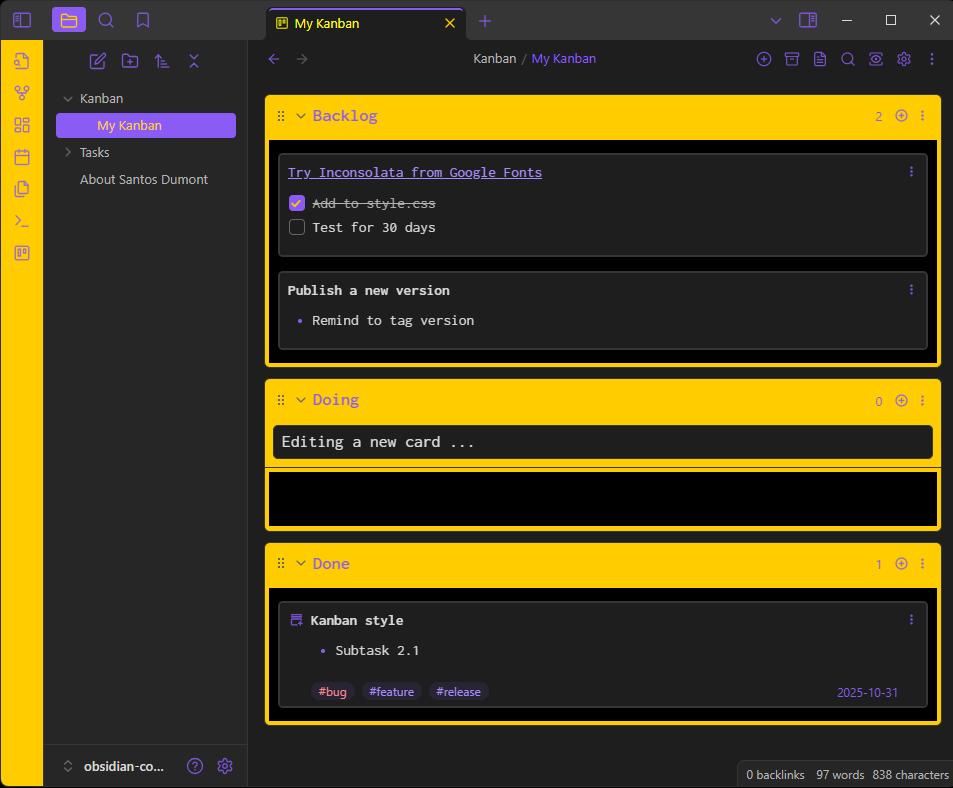 My Kanban
Kanban / My Kanban
Kanban
My Kanban
Tasks
About Santos Dumont
Backlog 2
Try Inconsolata from Google Fonts
Add to style.css
Test for 30 days
Publish a new version
Remind to tag version
Doing 0
Editing a new card ...
Done 1
Kanban style
Subtask 2.1
#bug #feature #release 2025-10-31
obsidian-co...
0 backlinks 97 words 838 characters